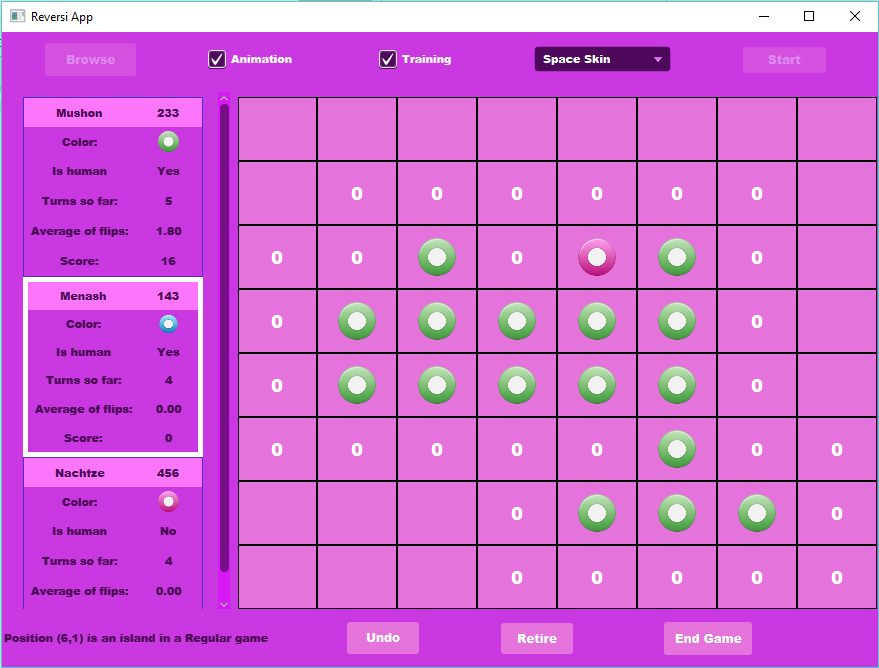 Reversi App
Browse Animation Training Space Skin Start
Mushon 233
Color:
Is human Yes
Turns so far: 5
Average of flips: 1.80
Score: 16
Menash 143
Color:
Is human Yes
Turns so far: 4
Average of flips: 0.00
Score: 0
Nachtze 456
Color:
Is human No
Turns so far: 4
Average of flips: 0.00
0 0 0 0 0 0
0 0 0 0
0 0
0 0
0 0 0 0 0 0 0
0 0
0 0 0 0 0
Position (6,1) is an island in a Regular game
Undo Retire End Game